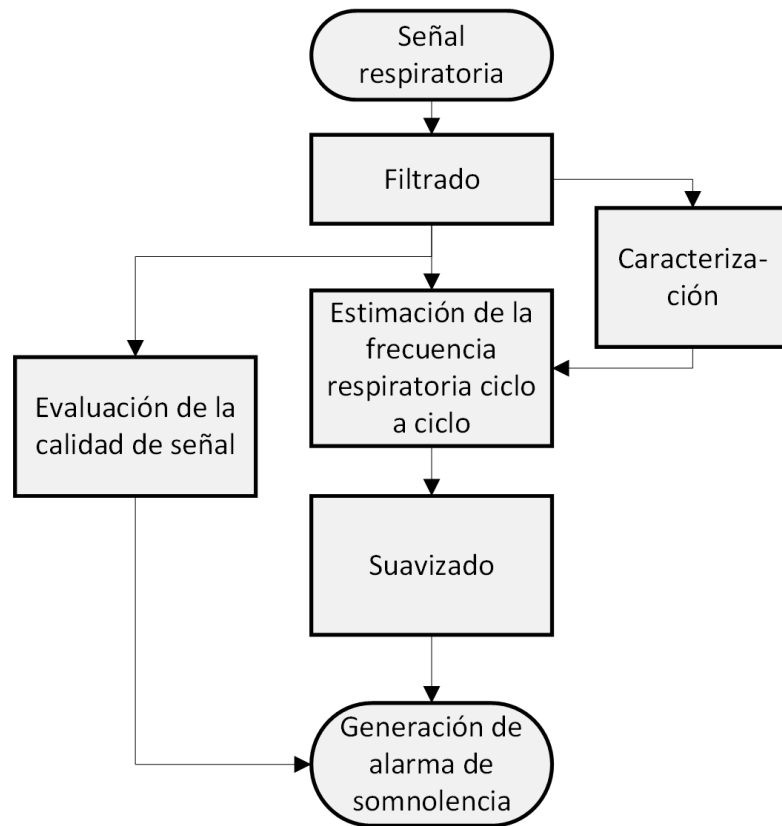 Señal
respiratoria
Filtrado
Caracteriza-
ción
Estimación de la
frecuencia
respiratoria ciclo
a ciclo
Evaluación de la
calidad de señal
Suavizado
Generación de
alarma de
somnolencia